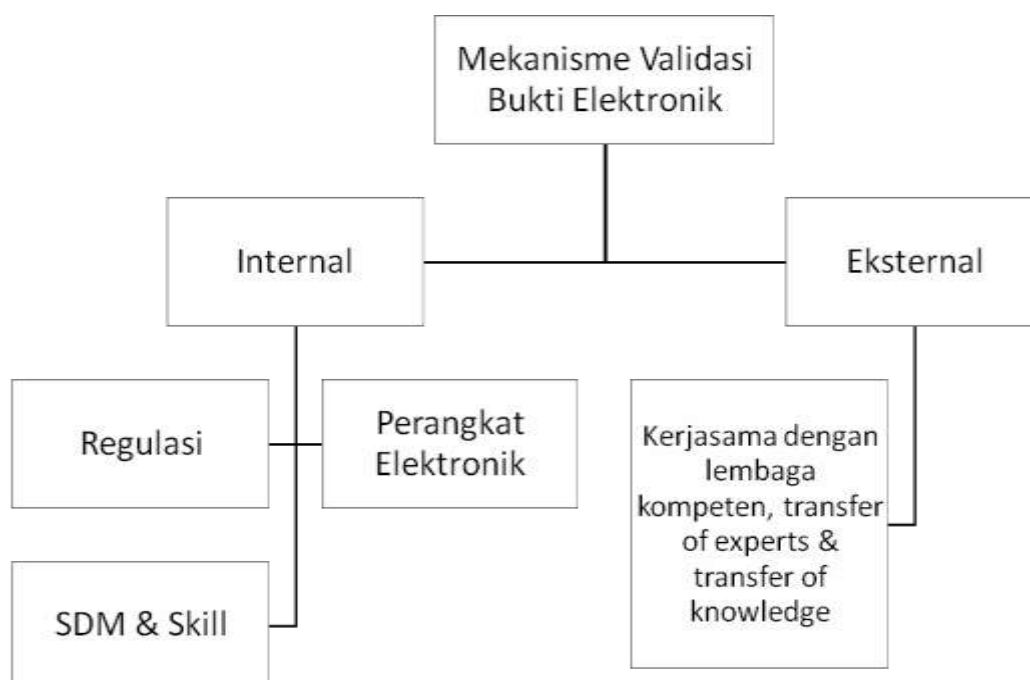 Mekanisme Validasi
Bukti Elektronik
Internal
Eksternal
Regulasi
Perangkat
Elektronik
SDM & Skill
Kerjasama dengan
lembaga
kompeten, transfer
of experts &
transfer of
knowledge